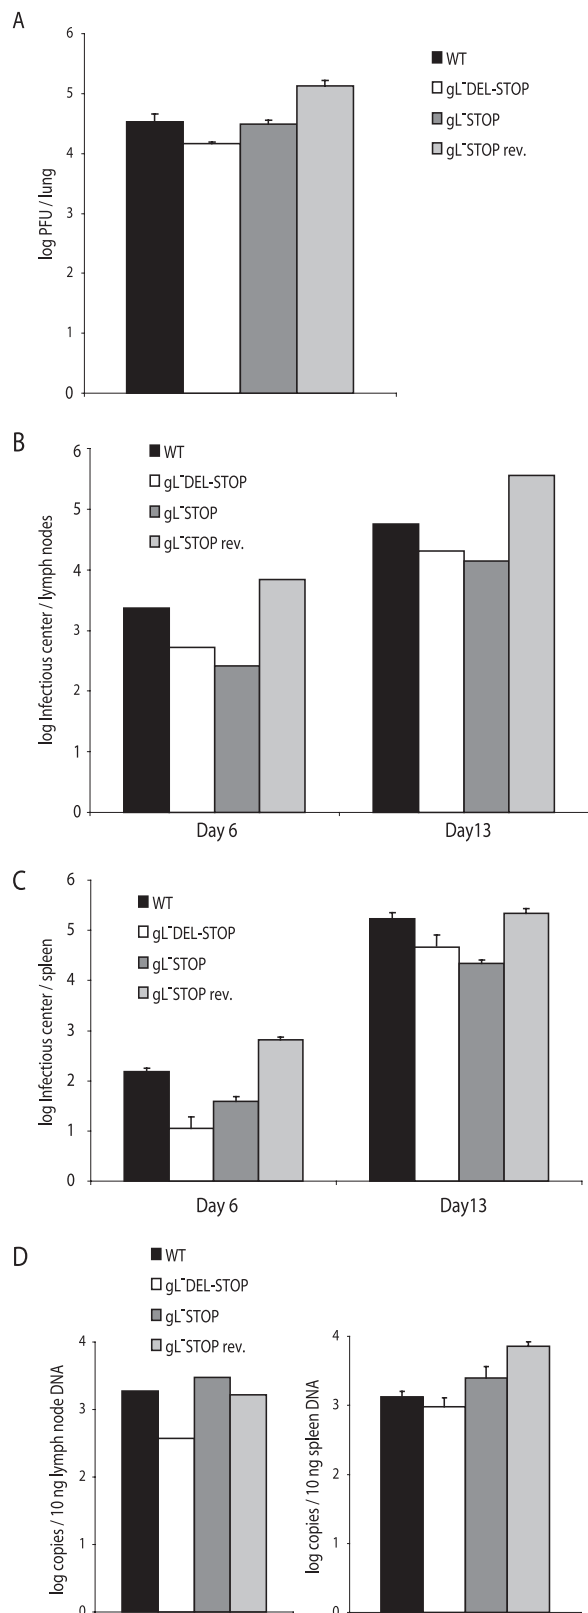 A
6
5
4
3
2
1
0
log PFU / lung
WT
gL⁻DEL-STOP
gL⁻STOP
gL⁻STOP rev.
B
6
5
4
3
2
1
0
log Infectious center / lymph nodes
WT
gL⁻DEL-STOP
gL⁻STOP
gL⁻STOP rev.
Day 6
Day13
C
6
5
4
3
2
1
0
log Infectious center / spleen
WT
gL⁻DEL-STOP
gL⁻STOP
gL⁻STOP rev.
Day 6
Day13
D
WT
gL⁻DEL-STOP
gL⁻STOP
gL⁻STOP rev.
4
3
2
1
0
log copies / 10 ng lymph node DNA
4
3
2
1
0
log copies / 10 ng spleen DNA